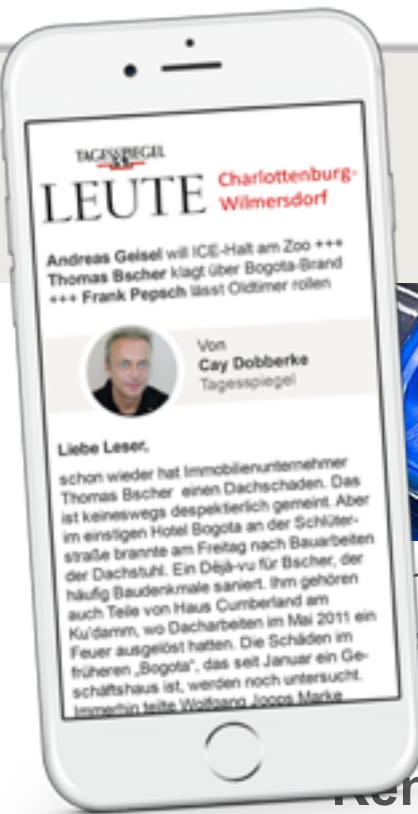 TAGESSPIEGEL
LEUTE Charlottenburg-
Wilmersdorf
Andreas Geisel will ICE-Halt am Zoo +++
Thomas Bscher klagt über Bogota-Brand
+++ Frank Pepsch lässt Oldtimer rollen
Von
Cay Dobberke
Tagesspiegel
Liebe Leser,
schon wieder hat Immobilienunternehmer
Thomas Bscher einen Dachschaden. Das
ist keineswegs despektierlich gemeint. Aber
im einstigen Hotel Bogota an der Schlüter-
straße brannte am Freitag nach Bauarbeiten
der Dachstuhl. Ein Déjà-vu für Bscher, der
häufig Baudenkmale saniert. Ihm gehören
auch Teile von Haus Cumberland am
Ku'damm, wo Dacharbeiten im Mai 2011 ein
Feuer ausgelöst hatten. Die Schäden im
früheren „Bogota“, das seit Januar ein Ge-
schäftshaus ist, werden noch untersucht.
Immerhin teilte Wolfgang Joops Marke